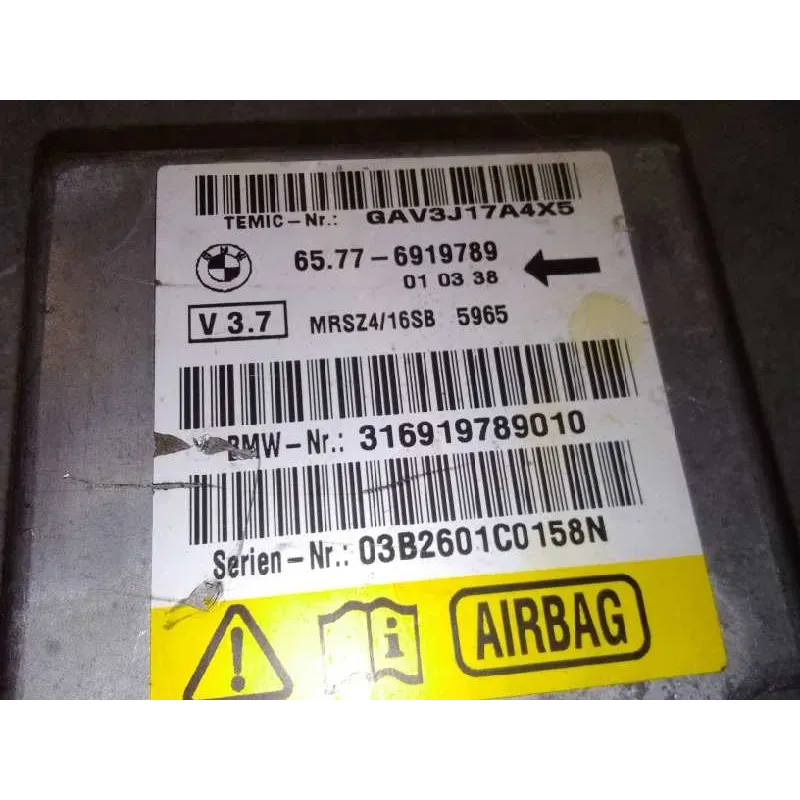 TEMIC-Nr.: GAV3J17A4X5
BMW
65.77-6919789
01 03 38
V 3.7 MRSZ4/16SB 5965
BMW-Nr.: 316919789010
Serien-Nr.: 03B2601C0158N
! i AIRBAG